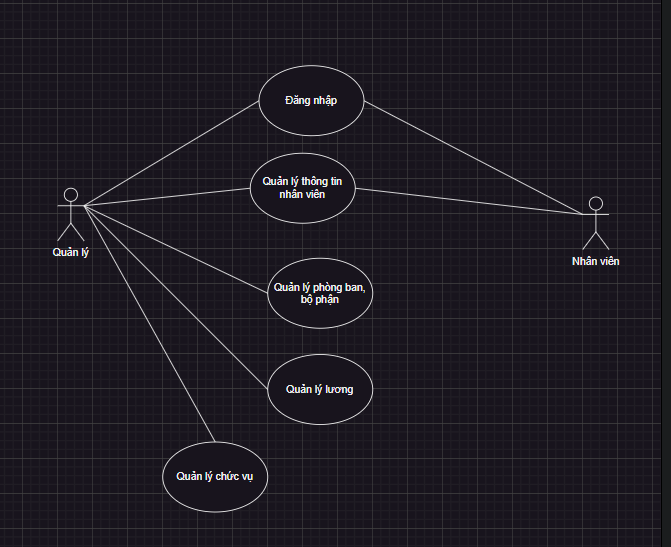 Đăng nhập
Quản lý thông tin
nhân viên
Quản lý
Nhân viên
Quản lý phòng ban,
bộ phận
Quản lý lương
Quản lý chức vụ